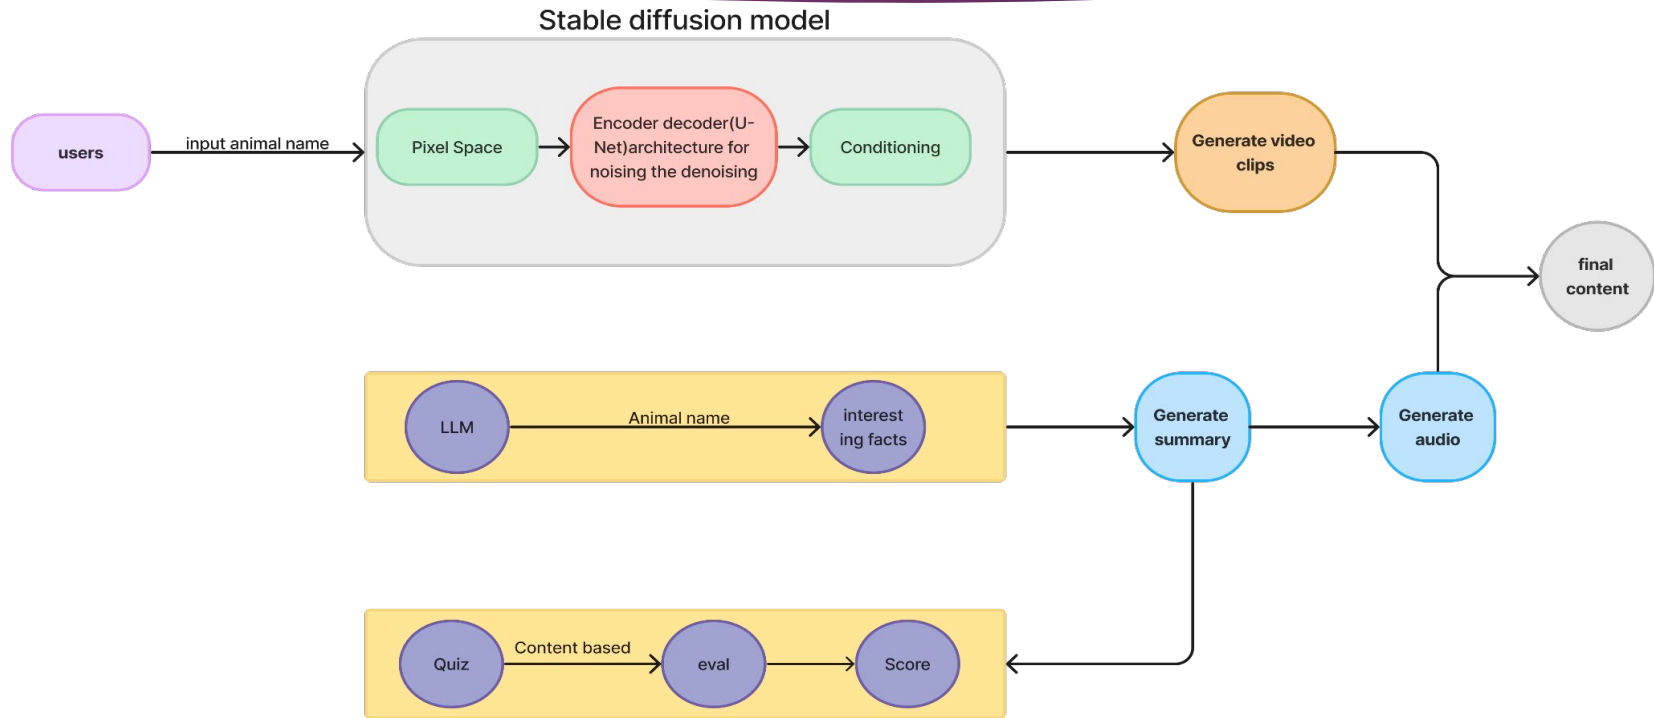 Stable diffusion model
users
input animal name
Pixel Space
Encoder decoder(U-
Net)architecture for
noising the denoising
Conditioning
Generate video
clips
final
content
LLM
Animal name
interest
ing facts
Generate
summary
Generate
audio
Quiz
Content based
eval
Score